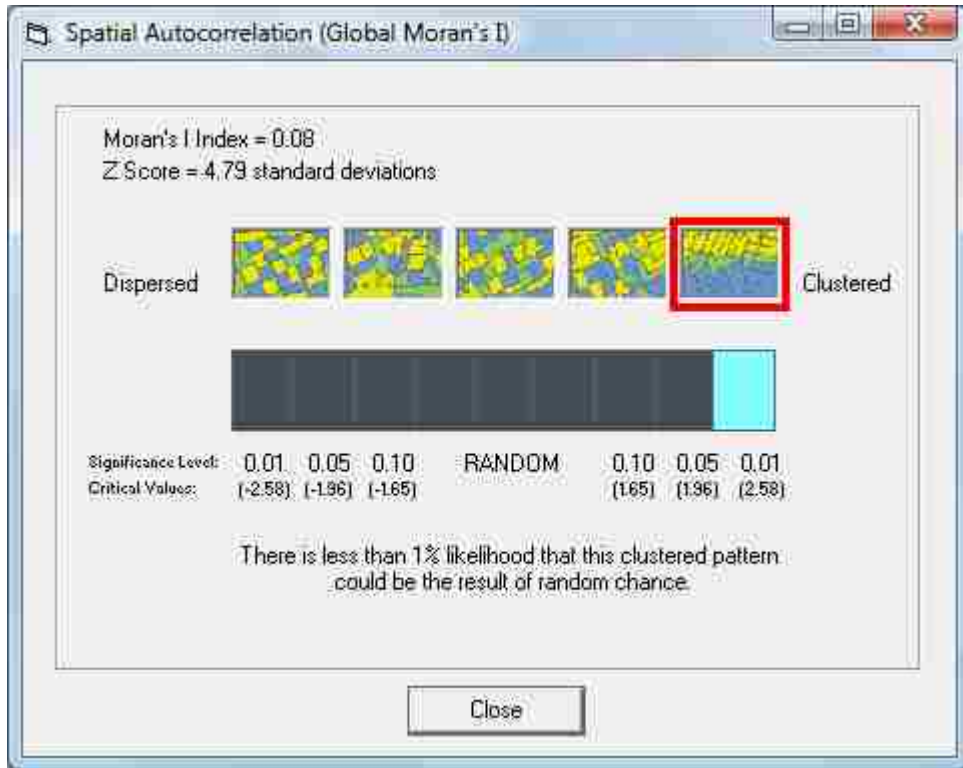 Spatial Autocorrelation (Global Moran's I)
Moran's I Index = 0.08
Z Score = 4.79 standard deviations
Dispersed
Clustered
Significance Level: 0.01 0.05 0.10 RANDOM 0.10 0.05 0.01
Critical Values: (-2.58) (-1.96) (-1.65) (1.65) (1.96) (2.58)
There is less than 1% likelihood that this clustered pattern
could be the result of random chance.
Close